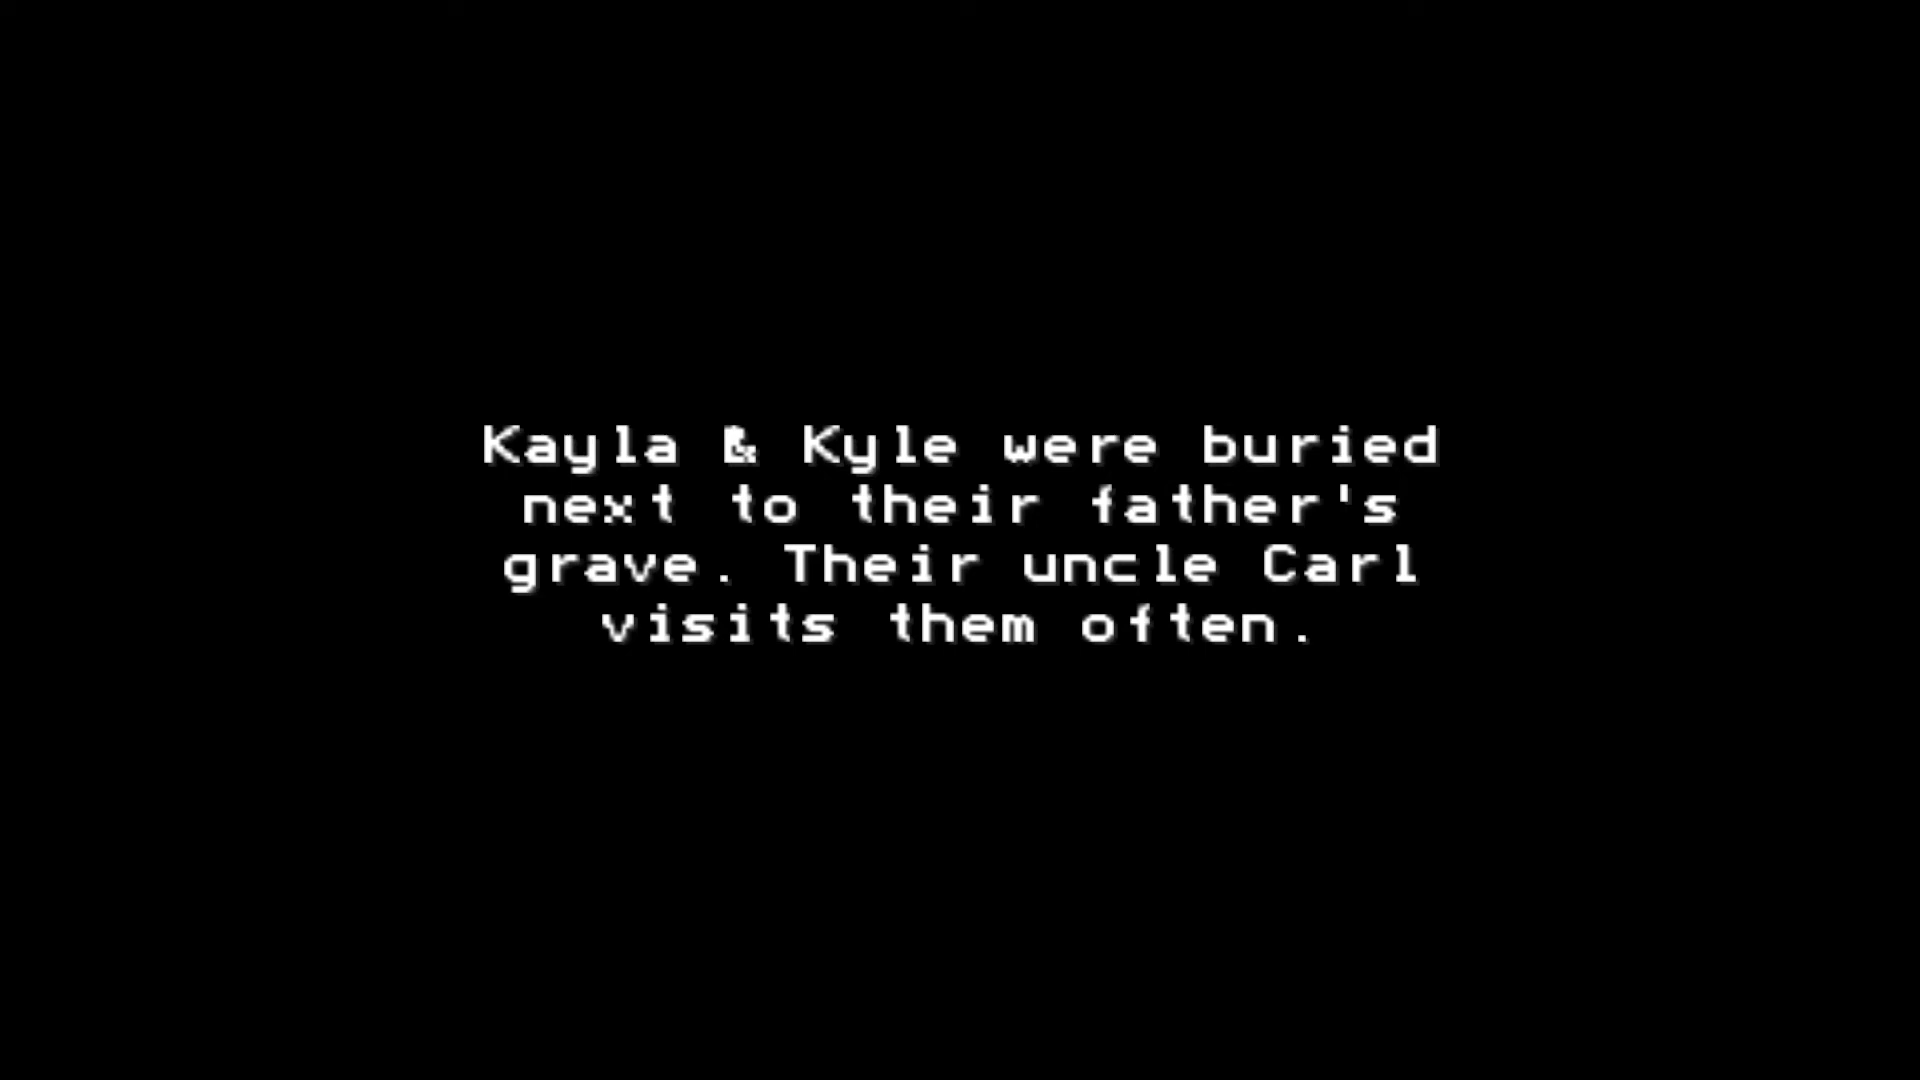 Kayla & Kyle were buried
next to their father's
grave. Their uncle Carl
visits them often.